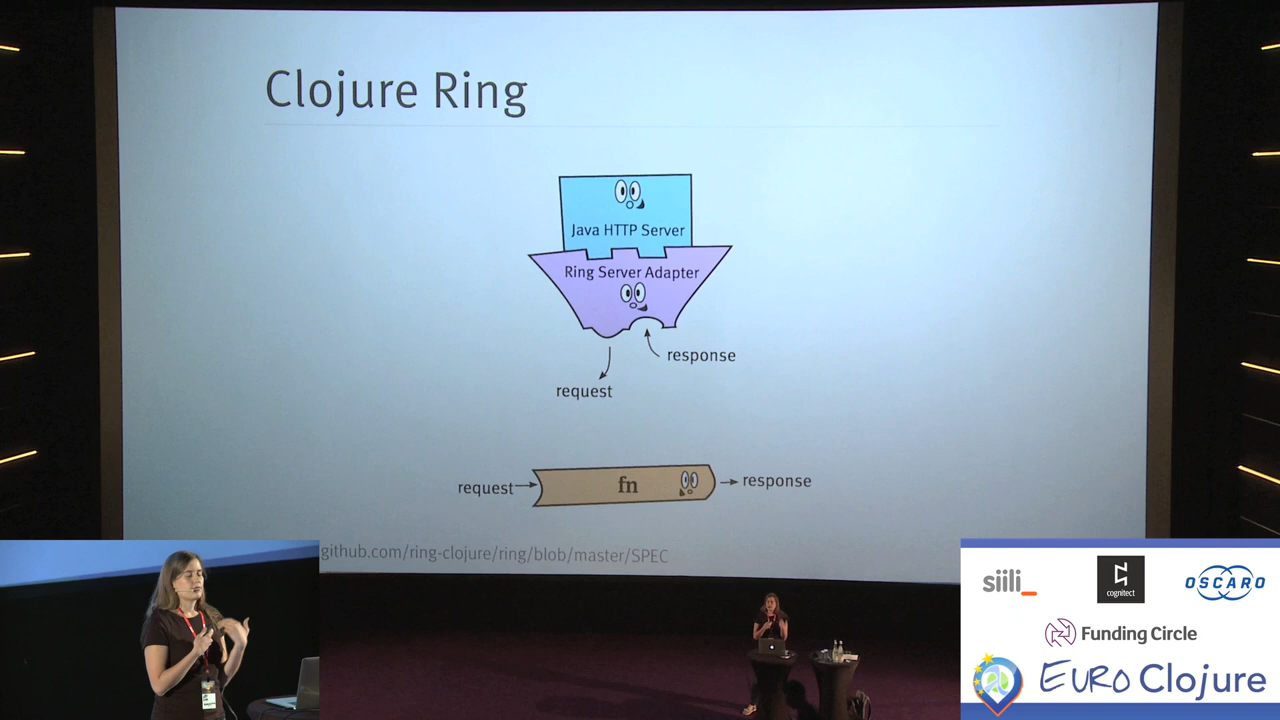 Clojure Ring
Java HTTP Server
Ring Server Adapter
response
request
request
fn
response
github.com/ring-clojure/ring/blob/master/SPEC
siili_
cognitect
OSCARO
Funding Circle
EURO Clojure